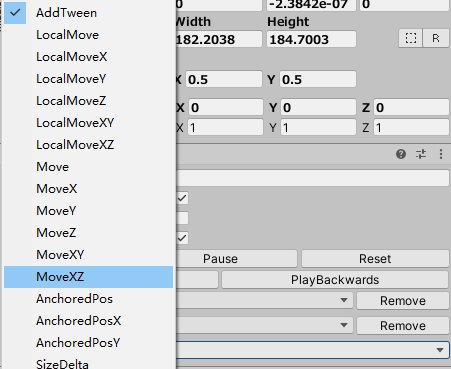 AddTween
LocalMove
LocalMoveX
LocalMoveY
LocalMoveZ
LocalMoveXY
LocalMoveXZ
Move
MoveX
MoveY
MoveZ
MoveXY
MoveXZ
AnchoredPos
AnchoredPosX
AnchoredPosY
SizeDelta
0 -2.3842e-07 0
Width Height
182.2038 184.7003
R
X 0.5 Y 0.5
X 0 Y 0 Z 0
X 1 Y 1 Z 1
Pause Reset
PlayBackwards
Remove
Remove